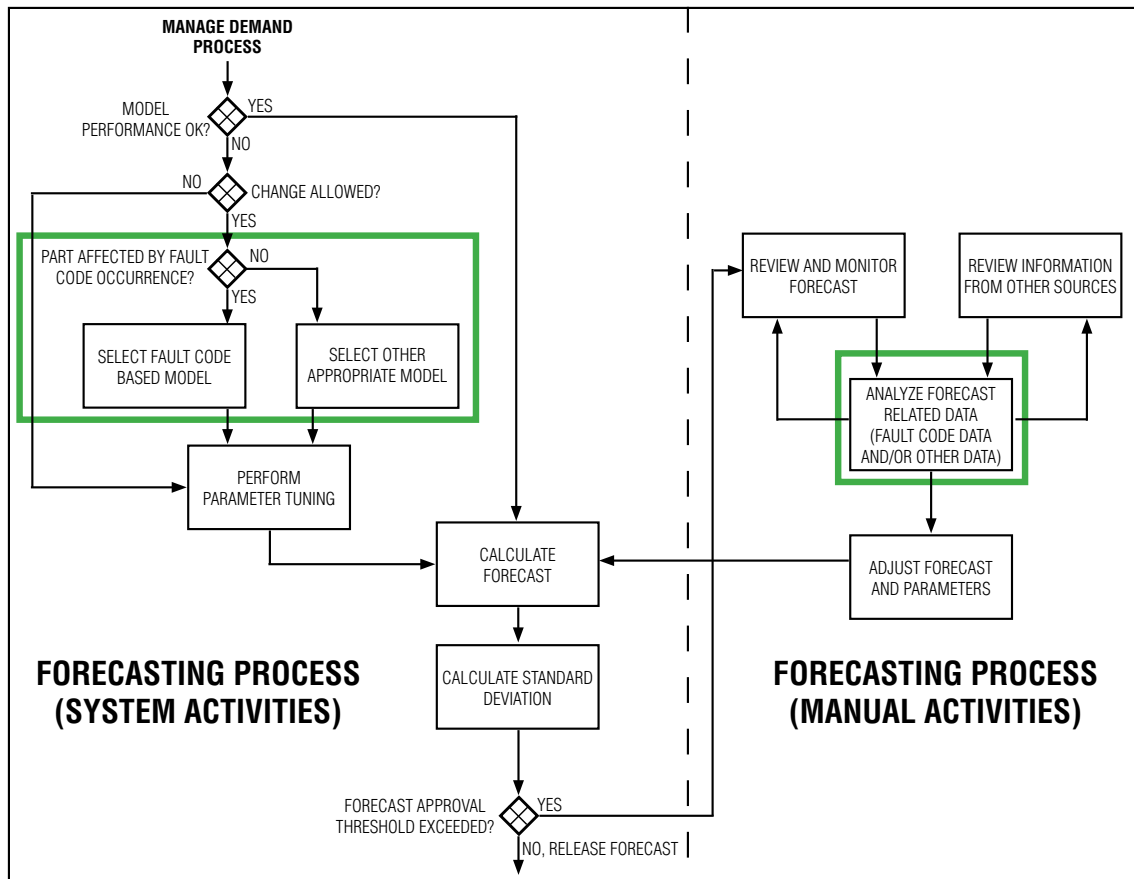 MANAGE DEMAND
PROCESS
MODEL
PERFORMANCE OK?
YES
NO
NO
CHANGE ALLOWED?
YES
PART AFFECTED BY FAULT
CODE OCCURRENCE?
NO
YES
SELECT FAULT CODE
BASED MODEL
SELECT OTHER
APPROPRIATE MODEL
PERFORM
PARAMETER TUNING
CALCULATE
FORECAST
CALCULATE STANDARD
DEVIATION
FORECASTING PROCESS
(SYSTEM ACTIVITIES)
FORECAST APPROVAL
THRESHOLD EXCEEDED?
YES
NO, RELEASE FORECAST
REVIEW AND MONITOR
FORECAST
REVIEW INFORMATION
FROM OTHER SOURCES
ANALYZE FORECAST
RELATED DATA
(FAULT CODE DATA
AND/OR OTHER DATA)
ADJUST FORECAST
AND PARAMETERS
FORECASTING PROCESS
(MANUAL ACTIVITIES)